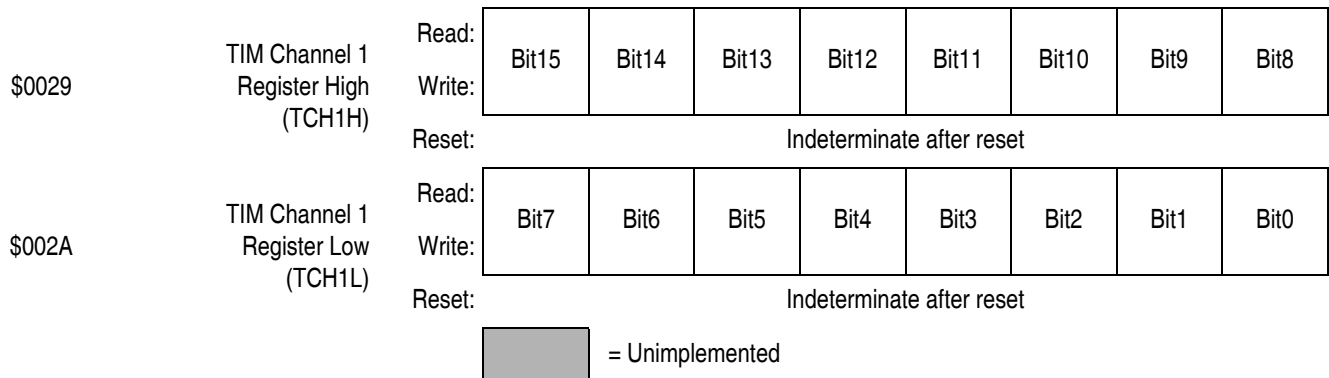 $0029 TIM Channel 1 Register High (TCH1H) Read: Write: Bit15 Bit14 Bit13 Bit12 Bit11 Bit10 Bit9 Bit8
Reset: Indeterminate after reset
$002A TIM Channel 1 Register Low (TCH1L) Read: Write: Bit7 Bit6 Bit5 Bit4 Bit3 Bit2 Bit1 Bit0
Reset: Indeterminate after reset
= Unimplemented